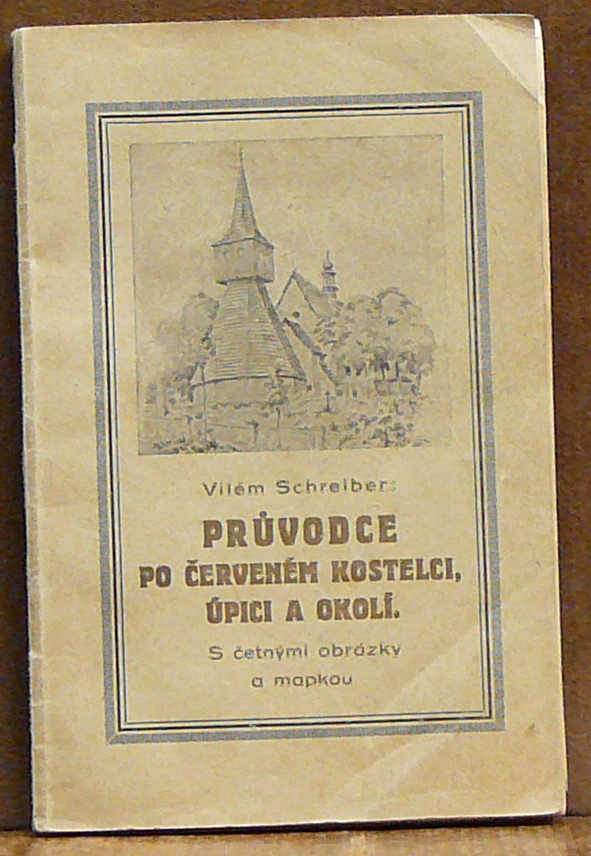 Vilém Schreiber:
PRŮVODCE
PO ČERVENÉM KOSTELCI,
ÚPICI A OKOLÍ.
S četnými obrázky
a mapkou